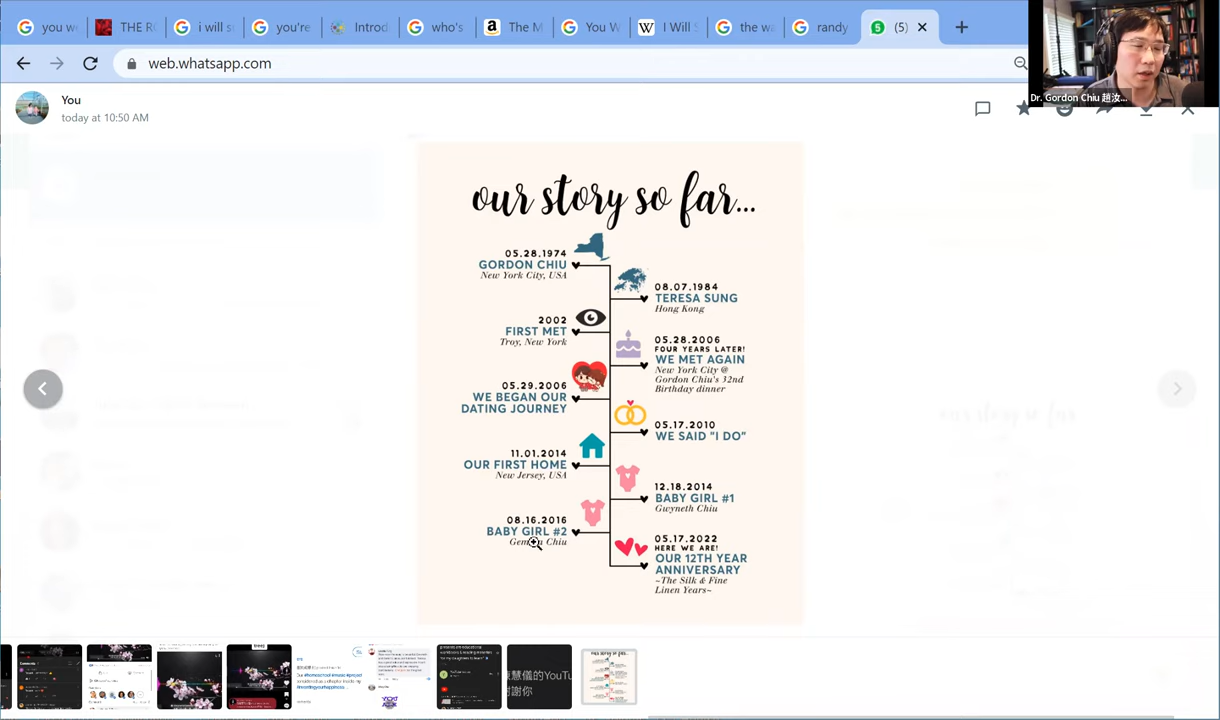 you we
THE RO
i will s
you're
Introd
who's
The M
You W
I Will S
the wa
randy
(5)
web.whatsapp.com
Dr. Gordon Chiu
You
today at 10:50 AM
our story so far...
05.28.1974
GORDON CHIU
New York City, USA
08.07.1984
TERESA SUNG
Hong Kong
2002
FIRST MET
Troy, New York
05.28.2006
FOUR YEARS LATER!
WE MET AGAIN
New York City @
Gordon Chiu's 32nd
Birthday dinner
05.29.2006
WE BEGAN OUR
DATING JOURNEY
05.17.2010
WE SAID "I DO"
11.01.2014
OUR FIRST HOME
New Jersey, USA
12.18.2014
BABY GIRL #1
Gwyneth Chiu
08.16.2016
BABY GIRL #2
Chiu
05.17.2022
HERE WE ARE!
OUR 12TH YEAR
ANNIVERSARY
~The Silk & Fine
Linen Years~